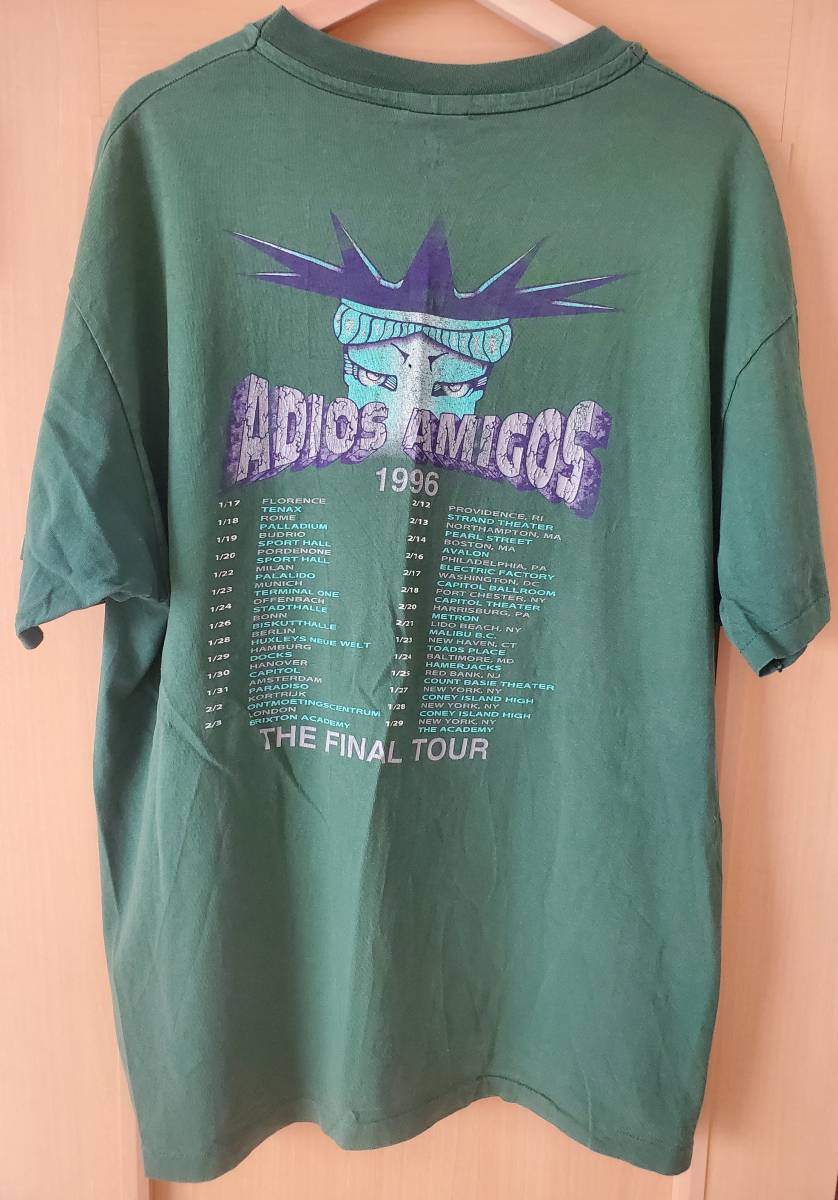 ADIOS AMIGOS
1996
1/17 FLORENCE
TENAX
1/18 ROME
PALLADIUM
1/19 BUDRIO
SPORT HALL
1/20 PORDENONE
SPORT HALL
1/22 MILAN
PALALIDO
1/23 MUNICH
TERMINAL ONE
1/24 OFFENBACH
STADTHALLE
1/26 BONN
BISKUTTHALLE
1/28 BERLIN
HUXLEYS NEUE WELT
1/29 HAMBURG
DOCKS
1/30 HANOVER
CAPITOL
1/31 AMSTERDAM
PARADISO
2/2 KORTRIJK
ONTMOETINGSCENTRUM
2/3 LONDON
BRIXTON ACADEMY
2/12 PROVIDENCE, RI
STRAND THEATER
2/13 NORTHAMPTON, MA
PEARL STREET
2/14 BOSTON, MA
AVALON
2/16 PHILADELPHIA, PA
ELECTRIC FACTORY
2/17 WASHINGTON, DC
CAPITOL BALLROOM
2/18 PORT CHESTER, NY
CAPITOL THEATER
2/20 HARRISBURG, PA
METRON
2/21 LIDO BEACH, NY
MALIBU B.C.
1/23 NEW HAVEN, CT
TOADS PLACE
1/24 BALTIMORE, MD
HAMERJACKS
1/25 RED BANK, NJ
COUNT BASIE THEATER
1/27 NEW YORK, NY
CONEY ISLAND HIGH
1/28 NEW YORK, NY
CONEY ISLAND HIGH
1/29 NEW YORK, NY
THE ACADEMY
THE FINAL TOUR